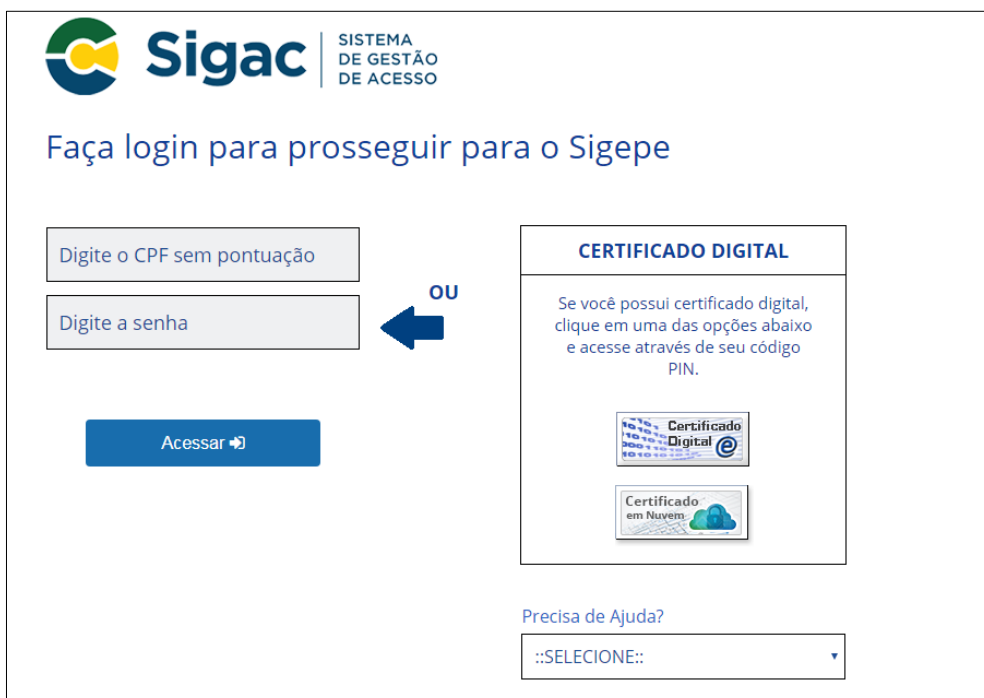 Sigac
SISTEMA
DE GESTÃO
DE ACESSO
Faça login para prosseguir para o Sigepe
Digite o CPF sem pontuação
Digite a senha
OU
Acessar
CERTIFICADO DIGITAL
Se você possui certificado digital,
clique em uma das opções abaixo
e acesse através de seu código
PIN.
Certificado
Digital
Certificado
em Nuvem
Precisa de Ajuda?
::SELECIONE::